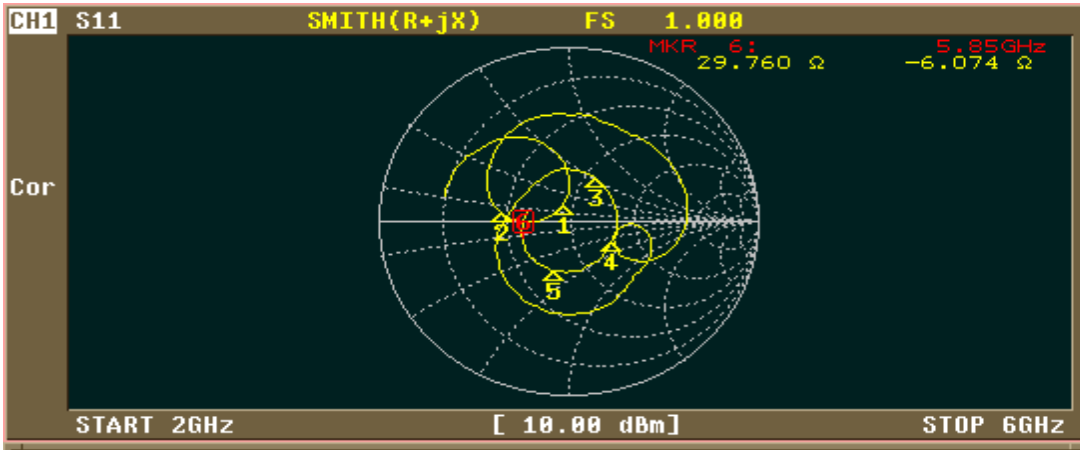 CH1 S11 SMITH(R+jX) FS 1.000
MKR 6: 5.85GHz
29.760 Ω -6.074 Ω
Cor
3
2 6 1
4
5
START 2GHz [ 10.00 dBm] STOP 6GHz